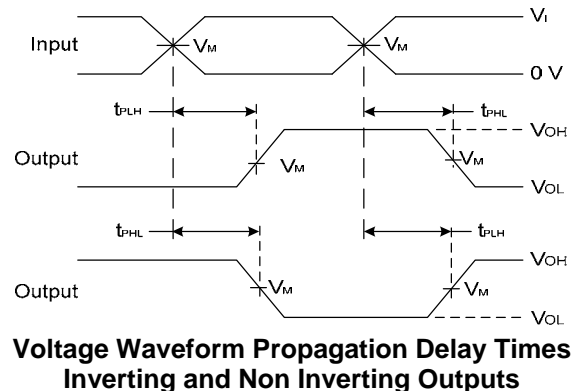 VI
Input
VM
VM
0 V
tPLH
tPHL
VOH
Output
VM
VM
VOL
tPHL
tPLH
VOH
Output
VM
VM
VOL
Voltage Waveform Propagation Delay Times
Inverting and Non Inverting Outputs